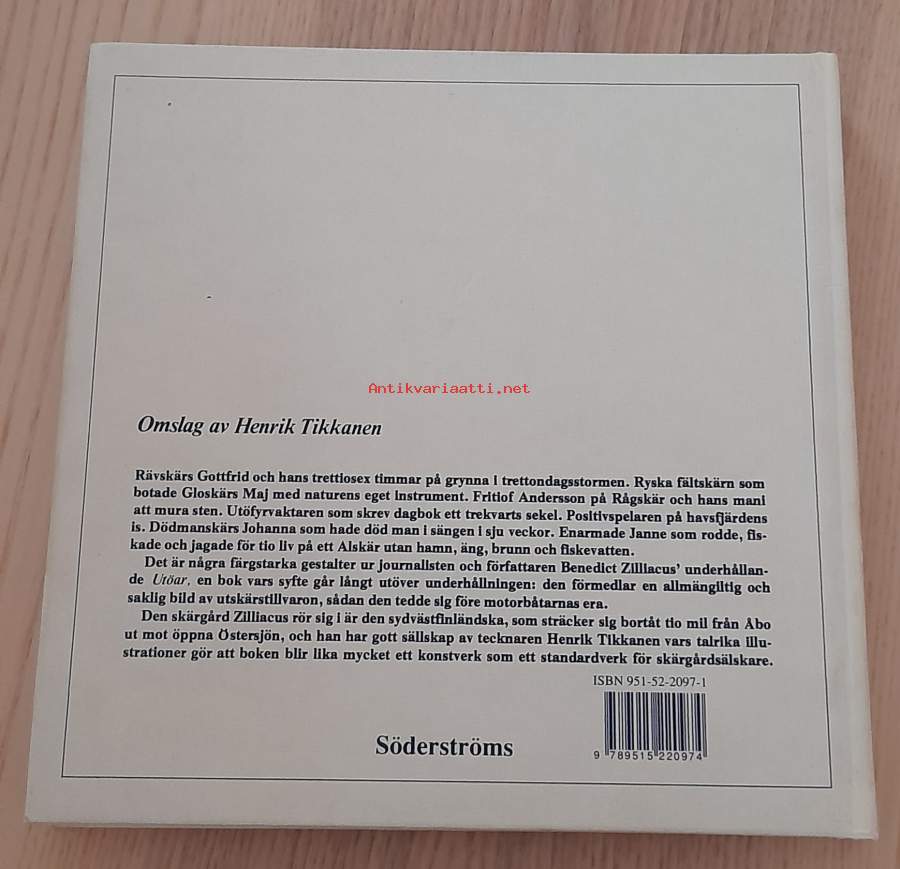 Antikvariaatti.net
Omslag av Henrik Tikkanen
Rävskärs Gottfrid och hans trettiosex timmar på grynna i trettondagsstormen. Ryska fältskärn som
botade Gloskärs Maj med naturens eget instrument. Fritiof Andersson på Rågskär och hans mani
att mura sten. Utöfyrvaktaren som skrev dagbok ett trekvarts sekel. Positivspelaren på havsfjärdens
is. Dödmanskärs Johanna som hade död man i sängen i sju veckor. Enarmade Janne som rodde, fis-
kade och jagade för tio liv på ett Alskär utan hamn, äng, brunn och fiskevatten.
Det är några färgstarka gestalter ur journalisten och författaren Benedict Zilliacus' underhållan-
de Utöar, en bok vars syfte går långt utöver underhållningen: den förmedlar en allmängiltig och
saklig bild av utskärstillvaron, sådan den tedde sig före motorbåtarnas era.
Den skärgård Zilliacus rör sig i är den sydvästfinländska, som sträcker sig bortåt tio mil från Åbo
ut mot öppna Östersjön, och han har gott sällskap av tecknaren Henrik Tikkanen vars talrika illu-
strationer gör att boken blir lika mycket ett konstverk som ett standardverk för skärgårdsälskare.
ISBN 951-52-2097-1
Söderströms
9 789515 220974